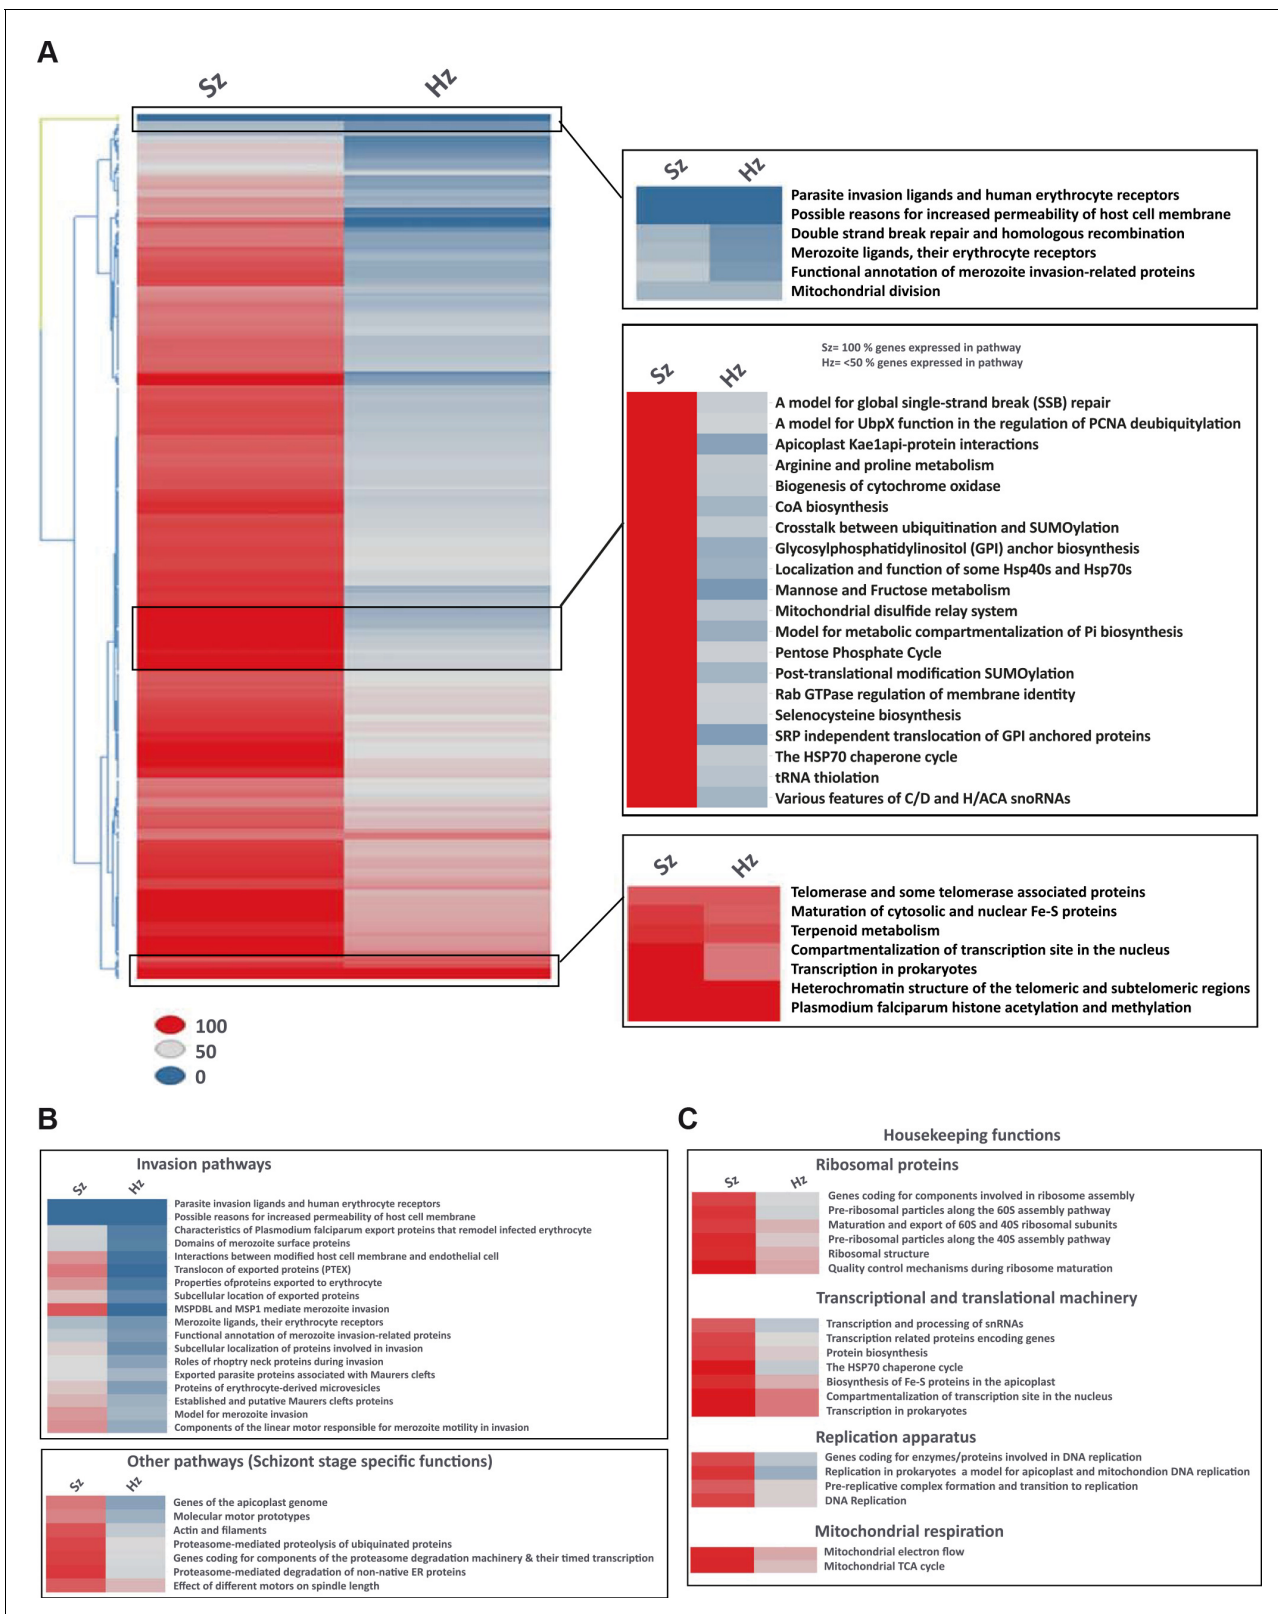 A
Sz
Hz
Sz
Hz
Parasite invasion ligands and human erythrocyte receptors
Possible reasons for increased permeability of host cell membrane
Double strand break repair and homologous recombination
Merozoite ligands, their erythrocyte receptors
Functional annotation of merozoite invasion-related proteins
Mitochondrial division
Sz= 100 % genes expressed in pathway
Hz= <50 % genes expressed in pathway
Sz
Hz
A model for global single-strand break (SSB) repair
A model for UbpX function in the regulation of PCNA deubiquitylation
Apicoplast Kae1api-protein interactions
Arginine and proline metabolism
Biogenesis of cytochrome oxidase
CoA biosynthesis
Crosstalk between ubiquitination and SUMOylation
Glycosylphosphatidylinositol (GPI) anchor biosynthesis
Localization and function of some Hsp40s and Hsp70s
Mannose and Fructose metabolism
Mitochondrial disulfide relay system
Model for metabolic compartmentalization of Pi biosynthesis
Pentose Phosphate Cycle
Post-translational modification SUMOylation
Rab GTPase regulation of membrane identity
Selenocysteine biosynthesis
SRP independent translocation of GPI anchored proteins
The HSP70 chaperone cycle
tRNA thiolation
Various features of C/D and H/ACA snoRNAs
Sz
Hz
Telomerase and some telomerase associated proteins
Maturation of cytosolic and nuclear Fe-S proteins
Terpenoid metabolism
Compartmentalization of transcription site in the nucleus
Transcription in prokaryotes
Heterochromatin structure of the telomeric and subtelomeric regions
Plasmodium falciparum histone acetylation and methylation
100
50
0
B
Invasion pathways
Sz
Hz
Parasite invasion ligands and human erythrocyte receptors
Possible reasons for increased permeability of host cell membrane
Characteristics of Plasmodium falciparum export proteins that remodel infected erythrocyte
Domains of merozoite surface proteins
Interactions between modified host cell membrane and endothelial cell
Translocon of exported proteins (PTEX)
Properties ofproteins exported to erythrocyte
Subcellular location of exported proteins
MSPDBL and MSP1 mediate merozoite invasion
Merozoite ligands, their erythrocyte receptors
Functional annotation of merozoite invasion-related proteins
Subcellular localization of proteins involved in invasion
Roles of rhoptry neck proteins during invasion
Exported parasite proteins associated with Maurers clefts
Proteins of erythrocyte-derived microvesicles
Established and putative Maurers clefts proteins
Model for merozoite invasion
Components of the linear motor responsible for merozoite motility in invasion
Other pathways (Schizont stage specific functions)
Sz
Hz
Genes of the apicoplast genome
Molecular motor prototypes
Actin and filaments
Proteasome-mediated proteolysis of ubiquinated proteins
Genes coding for components of the proteasome degradation machinery & their timed transcription
Proteasome-mediated degradation of non-native ER proteins
Effect of different motors on spindle length
C
Housekeeping functions
Ribosomal proteins
Sz
Hz
Genes coding for components involved in ribosome assembly
Pre-ribosomal particles along the 60S assembly pathway
Maturation and export of 60S and 40S ribosomal subunits
Pre-ribosomal particles along the 40S assembly pathway
Ribosomal structure
Quality control mechanisms during ribosome maturation
Transcriptional and translational machinery
Transcription and processing of snRNAs
Transcription related proteins encoding genes
Protein biosynthesis
The HSP70 chaperone cycle
Biosynthesis of Fe-S proteins in the apicoplast
Compartmentalization of transcription site in the nucleus
Transcription in prokaryotes
Replication apparatus
Genes coding for enzymes/proteins involved in DNA replication
Replication in prokaryotes a model for apicoplast and mitochondion DNA replication
Pre-replicative complex formation and transition to replication
DNA Replication
Mitochondrial respiration
Mitochondrial electron flow
Mitochondrial TCA cycle